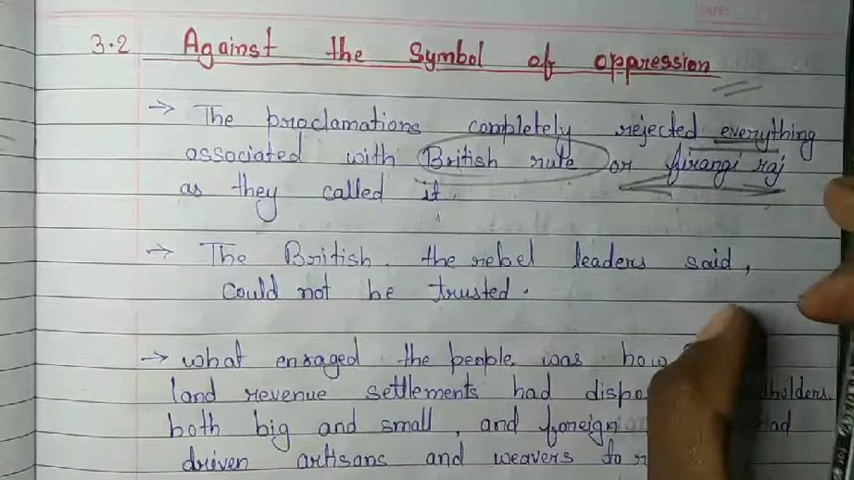 3.2 Against the Symbol of oppression
→ The proclamations completely rejected everything
associated with British rule or firangi raj
as they called it.
→ The British, the rebel leaders said,
could not be trusted.
→ what enraged the people was how
land revenue settlements had holders,
both big and small, and foreign
driven artisans and weavers to